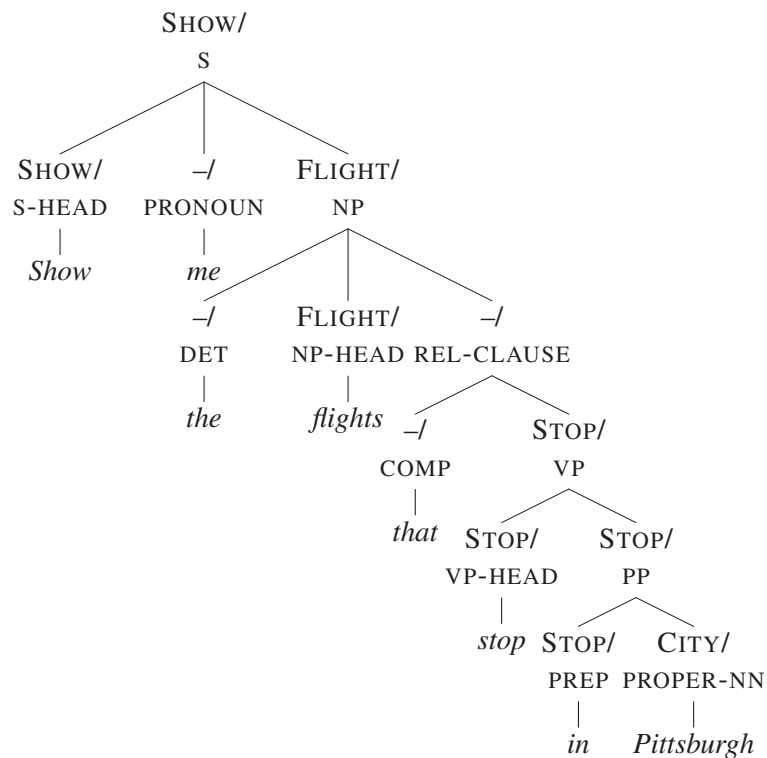 SHOW/
S
SHOW/ –/ FLIGHT/
S-HEAD PRONOUN NP
Show me
–/ FLIGHT/ –/
DET NP-HEAD REL-CLAUSE
the flights –/ STOP/
COMP VP
that STOP/ STOP/
VP-HEAD PP
stop STOP/ CITY/
PREP PROPER-NN
in Pittsburgh